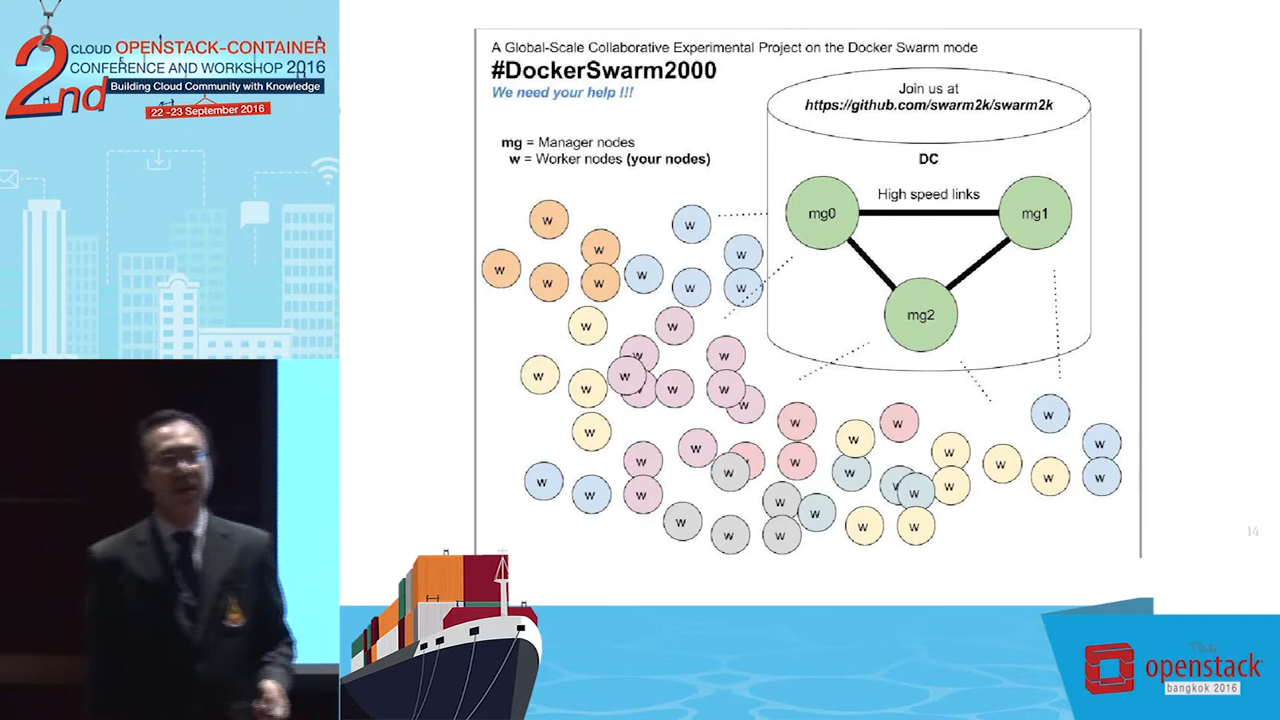 2nd
CLOUD OPENSTACK-CONTAINER
CONFERENCE AND WORKSHOP 2016
Building Cloud Community with Knowledge
22 -23 September 2016
A Global-Scale Collaborative Experimental Project on the Docker Swarm mode
#DockerSwarm2000
We need your help !!!
mg = Manager nodes
w = Worker nodes (your nodes)
Join us at
https://github.com/swarm2k/swarm2k
DC
High speed links
mg0
mg1
mg2
w w
w w
w w w
w w w w
w w
w w
w w w w
w w w
w w w
w w w
w w w
w w w w w
w w w w w
w w w w
w w w w
w w w w
w w
14
Thai
openstack
bangkok 2016